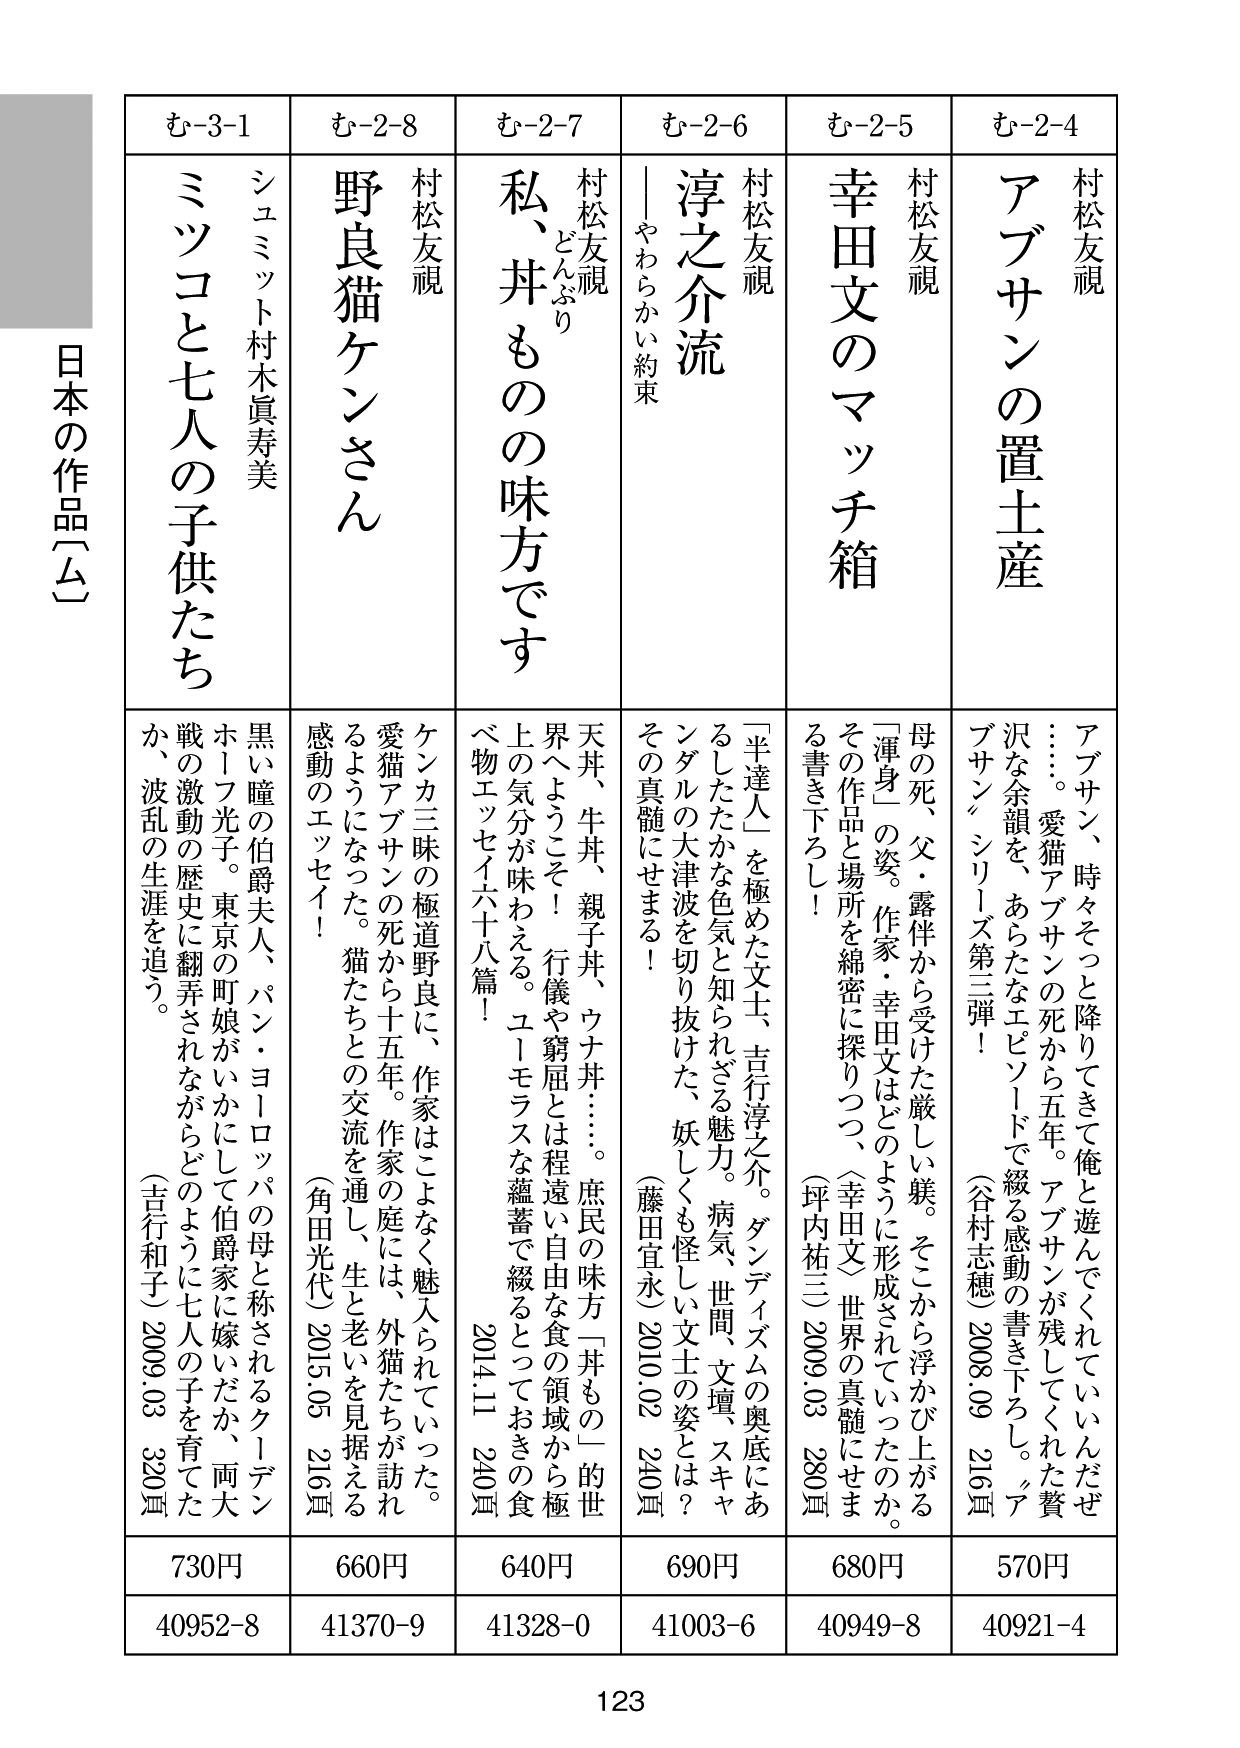 む-2-4
村松友視
アブサンの置土産
アブサン、時々そっと降りてきて俺と遊んでくれていいんだぜ
……。愛猫アブサンの死から五年。アブサンが残してくれた贅
沢な余韻を、あらたなエピソードで綴る感動の書き下ろし。〝ア
ブサン〟シリーズ第三弾！（谷村志穂）2008.09 216頁
570円
40921-4
む-2-5
村松友視
幸田文のマッチ箱
母の死、父・露伴から受けた厳しい躾。そこから浮かび上がる
「渾身」の姿。作家・幸田文はどのように形成されていったのか。
その作品と場所を綿密に探りつつ、〈幸田文〉世界の真髄にせま
る書き下ろし！（坪内祐三）2009.03 280頁
680円
40949-8
む-2-6
村松友視
淳之介流
――やわらかい約束
「半達人」を極めた文士、吉行淳之介。ダンディズムの奥底にあ
るしたたかな色気と知られざる魅力。病気、世間、文壇、スキャ
ンダルの大津波を切り抜けた、妖しくも怪しい文士の姿とは？
その真髄にせまる！（藤田宜永）2010.02 240頁
690円
41003-6
む-2-7
村松友視
どんぶり
私、丼ものの味方です
天丼、牛丼、親子丼、ウナ丼……。庶民の味方「丼もの」的世
界へようこそ！ 行儀や窮屈とは程遠い自由な食の領域から極
上の気分が味わえる。ユーモラスな蘊蓄で綴るとっておきの食
べ物エッセイ六十八篇！ 2014.11 240頁
640円
41328-0
む-2-8
村松友視
野良猫ケンさん
ケンカ三昧の極道野良に、作家はこよなく魅入られていった。
愛猫アブサンの死から十五年。作家の庭には、外猫たちが訪れ
るようになった。猫たちとの交流を通し、生と老いを見据える
感動のエッセイ！（角田光代）2015.05 216頁
660円
41370-9
む-3-1
シュミット村木眞寿美
ミツコと七人の子供たち
黒い瞳の伯爵夫人、パン・ヨーロッパの母と称されるクーデン
ホーフ光子。東京の町娘がいかにして伯爵家に嫁いだか、両大
戦の激動の歴史に翻弄されながらどのように七人の子を育てた
か、波乱の生涯を追う。（吉行和子）2009.03 320頁
730円
40952-8
日本の作品〔ム〕
123